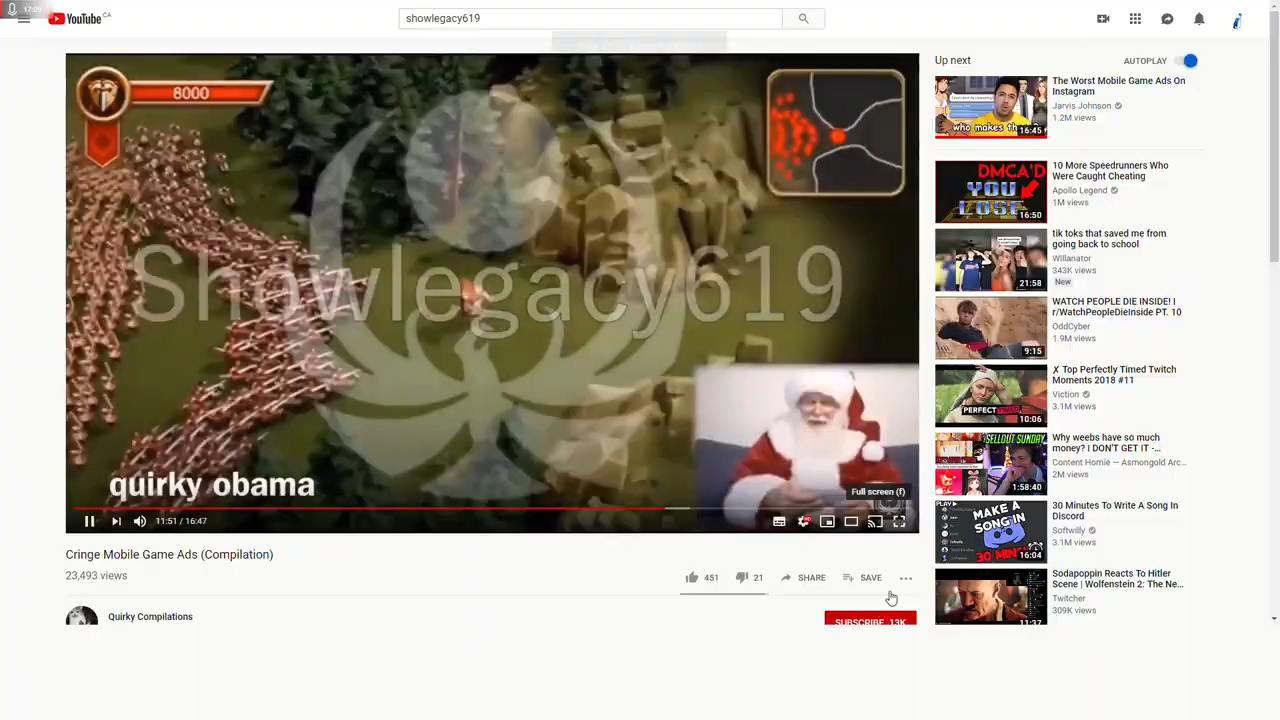 17:09
YouTube CA
showlegacy619
8000
Showlegacy619
quirky obama
Full screen (f)
11:51 / 16:47
Cringe Mobile Game Ads (Compilation)
23,493 views
451
21
SHARE
SAVE
Quirky Compilations
SUBSCRIBE 13K
Up next
AUTOPLAY
who makes th
16:45
The Worst Mobile Game Ads On
Instagram
Jarvis Johnson
1.2M views
DMCA'D
YOU
LOSE
16:50
10 More Speedrunners Who
Were Caught Cheating
Apollo Legend
1M views
21:58
tik toks that saved me from
going back to school
Willanator
343K views
New
9:15
WATCH PEOPLE DIE INSIDE! I
r/WatchPeopleDieInside PT. 10
OddCyber
1.9M views
PERFECT TIMED
10:06
✗ Top Perfectly Timed Twitch
Moments 2018 #11
Viction
3.1M views
SELLOUT SUNDAY
1:58:40
Why weebs have so much
money? I DON'T GET IT -...
Content Homie — Asmongold Arc...
2M views
PLAY
MAKE A
SONG IN
30 MIN
16:04
30 Minutes To Write A Song In
Discord
Softwilly
3.1M views
11:37
Sodapoppin Reacts To Hitler
Scene | Wolfenstein 2: The Ne...
Twitcher
309K views